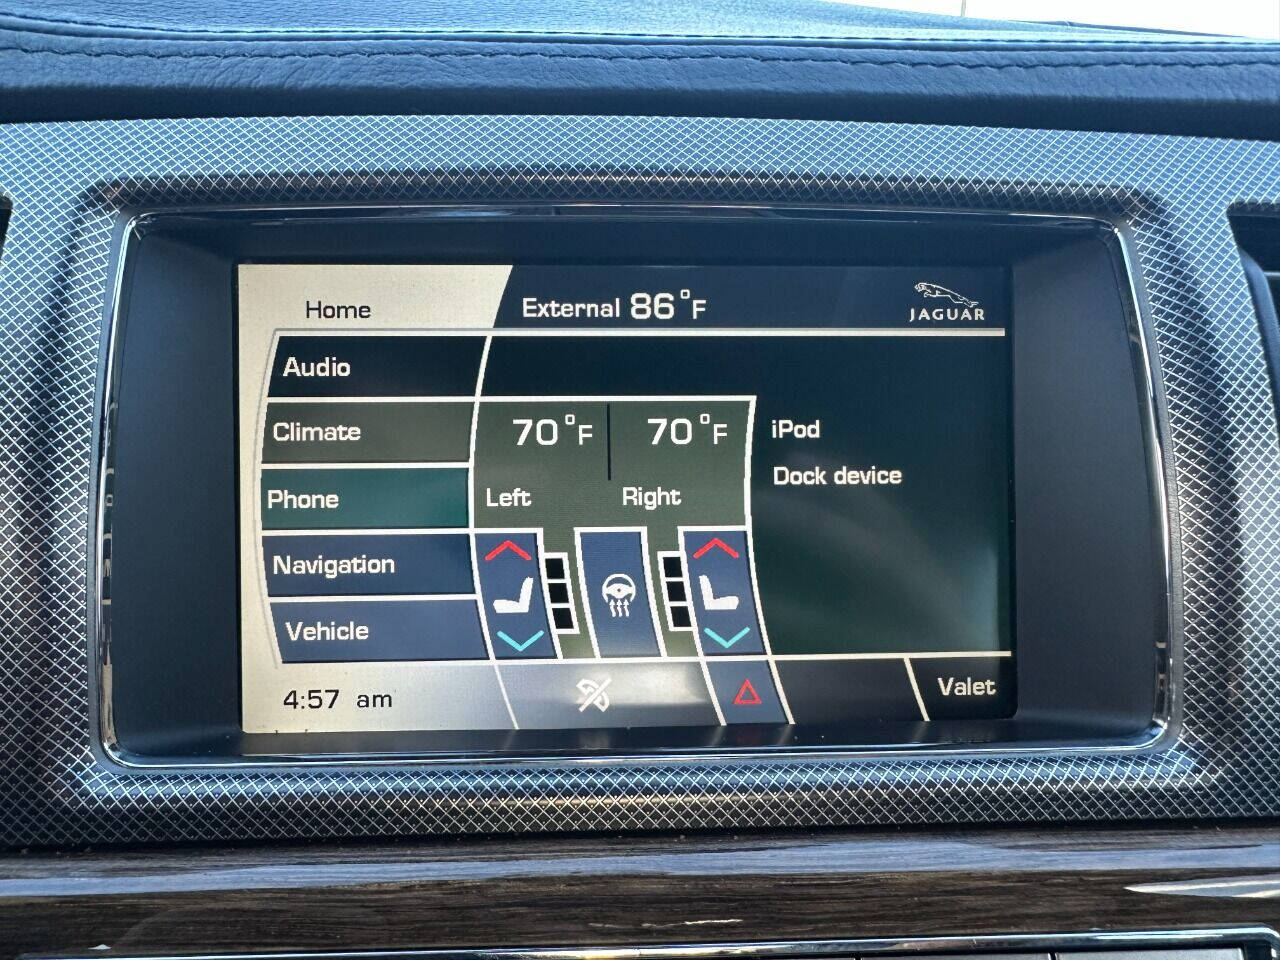 Home
External 86°F
JAGUAR
Audio
Climate
70°F
70°F
iPod
Dock device
Phone
Left
Right
Navigation
Vehicle
4:57 am
Valet